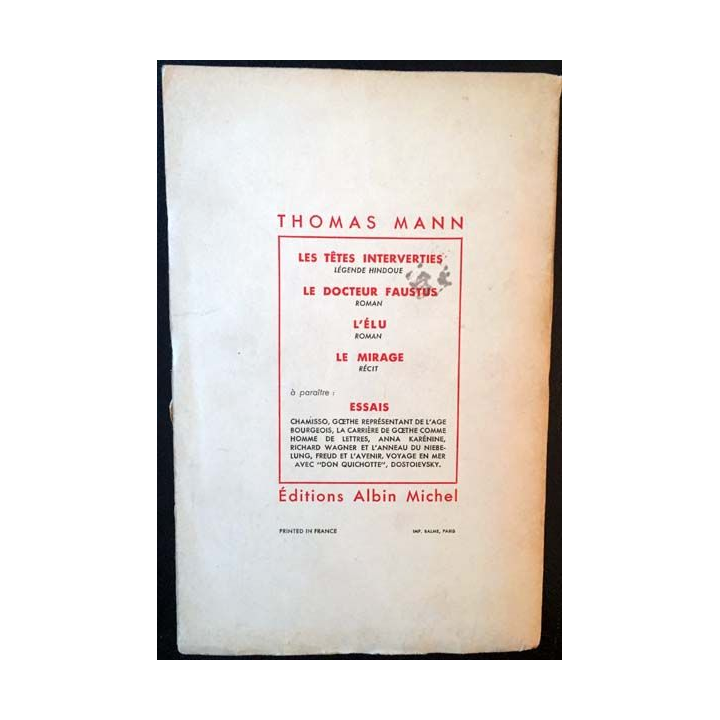 THOMAS MANN
LES TÊTES INTERVERTIES
LÉGENDE HINDOUE
LE DOCTEUR FAUSTUS
ROMAN
L'ÉLU
ROMAN
LE MIRAGE
RÉCIT
à paraître :
ESSAIS
CHAMISSO, GŒTHE REPRÉSENTANT DE L'AGE
BOURGEOIS, LA CARRIÈRE DE GŒTHE COMME
HOMME DE LETTRES, ANNA KARÉNINE,
RICHARD WAGNER ET L'ANNEAU DU NIEBE-
LUNG, FREUD ET L'AVENIR, VOYAGE EN MER
AVEC "DON QUICHOTTE", DOSTOIEVSKY.
Éditions Albin Michel
PRINTED IN FRANCE
IMP. BALME, PARIS